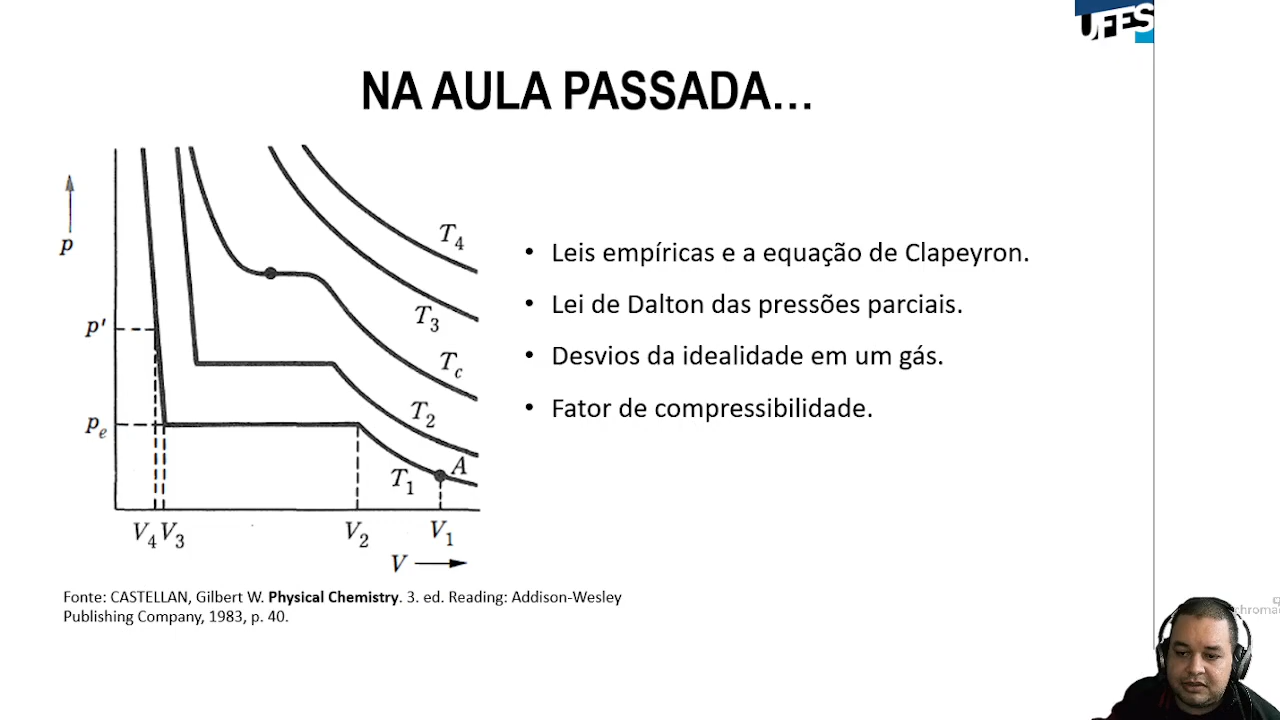 UFES
NA AULA PASSADA...
p
p'
pₑ
T₄
T₃
T꜀
T₂
T₁
A
V₄ V₃
V₂
V₁
V
• Leis empíricas e a equação de Clapeyron.
• Lei de Dalton das pressões parciais.
• Desvios da idealidade em um gás.
• Fator de compressibilidade.
Fonte: CASTELLAN, Gilbert W. Physical Chemistry. 3. ed. Reading: Addison-Wesley
Publishing Company, 1983, p. 40.